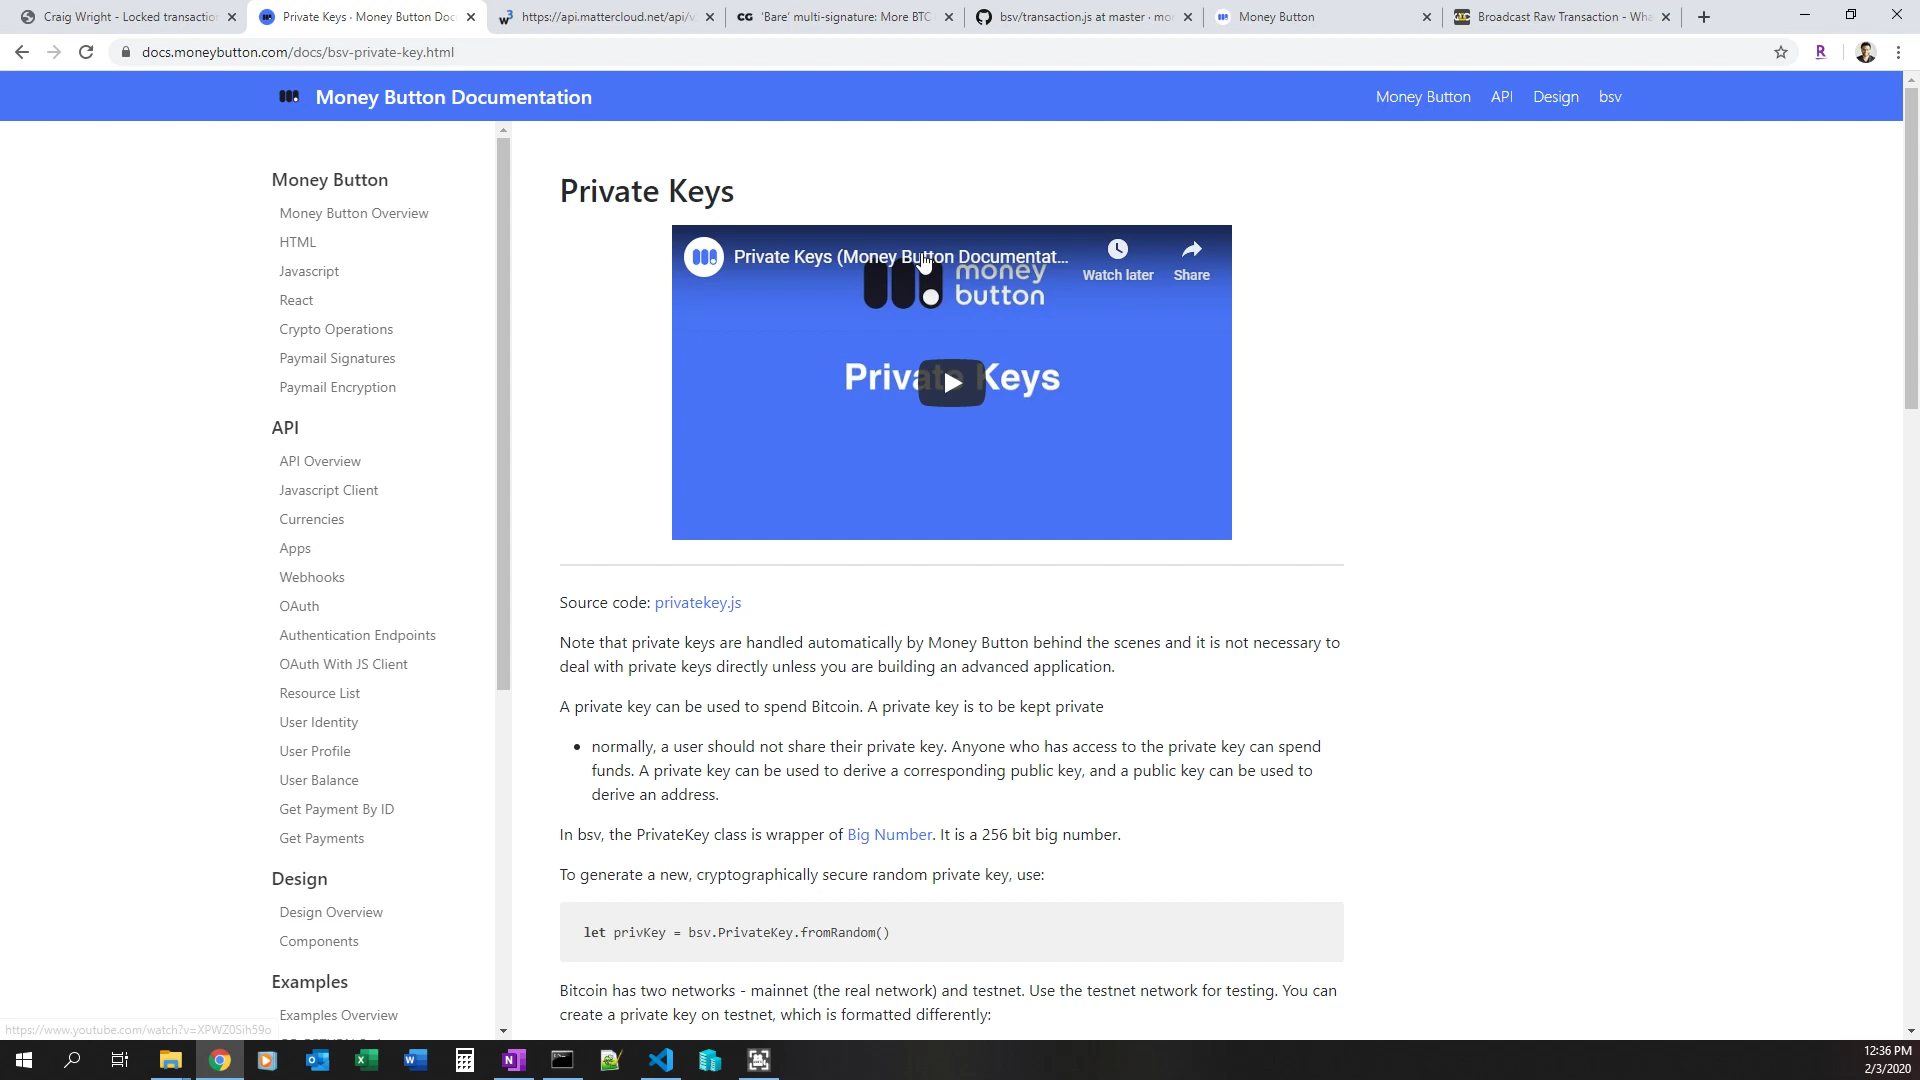 Craig Wright - Locked transaction
Private Keys · Money Button Doc
https://api.mattercloud.net/api/v
'Bare' multi-signature: More BTC
bsv/transaction.js at master · mo
Money Button
Broadcast Raw Transaction - Wha
docs.moneybutton.com/docs/bsv-private-key.html
Money Button Documentation
Money Button
API
Design
bsv
Money Button
Money Button Overview
HTML
Javascript
React
Crypto Operations
Paymail Signatures
Paymail Encryption
API
API Overview
Javascript Client
Currencies
Apps
Webhooks
OAuth
Authentication Endpoints
OAuth With JS Client
Resource List
User Identity
User Profile
User Balance
Get Payment By ID
Get Payments
Design
Design Overview
Components
Examples
Examples Overview
https://www.youtube.com/watch?v=XPWZ0Sih59o
Private Keys
Private Keys (Money Button Documentat...
Watch later
Share
money
button
Private Keys
Source code: privatekey.js
Note that private keys are handled automatically by Money Button behind the scenes and it is not necessary to
deal with private keys directly unless you are building an advanced application.
A private key can be used to spend Bitcoin. A private key is to be kept private
normally, a user should not share their private key. Anyone who has access to the private key can spend
funds. A private key can be used to derive a corresponding public key, and a public key can be used to
derive an address.
In bsv, the PrivateKey class is wrapper of Big Number. It is a 256 bit big number.
To generate a new, cryptographically secure random private key, use:
let privKey = bsv.PrivateKey.fromRandom()
Bitcoin has two networks - mainnet (the real network) and testnet. Use the testnet network for testing. You can
create a private key on testnet, which is formatted differently:
12:36 PM
2/3/2020